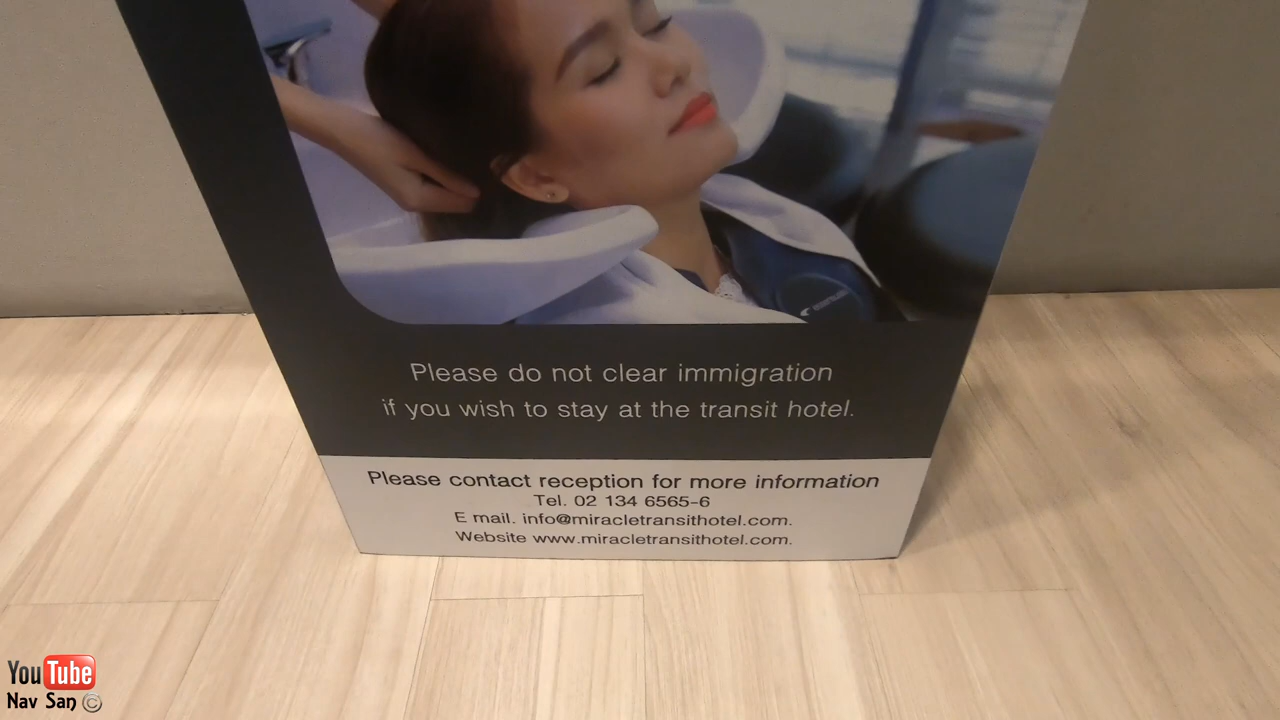 Please do not clear immigration
if you wish to stay at the transit hotel.
Please contact reception for more information
Tel. 02 134 6565-6
E mail. info@miracletransithotel.com.
Website www.miracletransithotel.com.
YouTube
Nav San ©